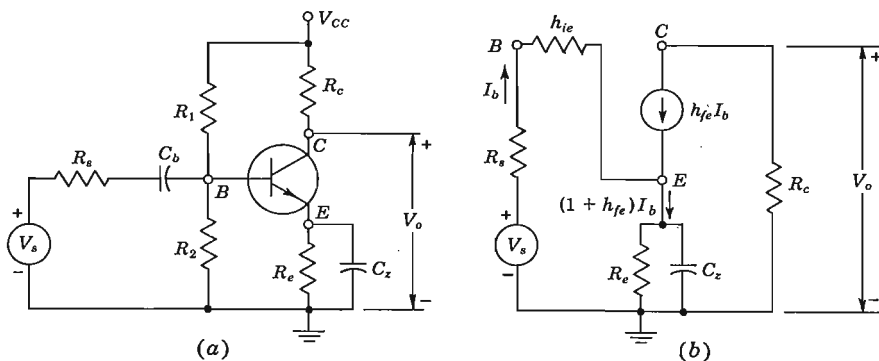 V_CC
R_c
R_1
C
+
C_b
R_s
B
E
V_o
+
V_s
−
R_2
R_e
C_z
−
(a)
B
h_ie
C
+
I_b
h_fe I_b
R_s
E
(1 + h_fe)I_b
R_c
V_o
+
V_s
−
R_e
C_z
−
(b)